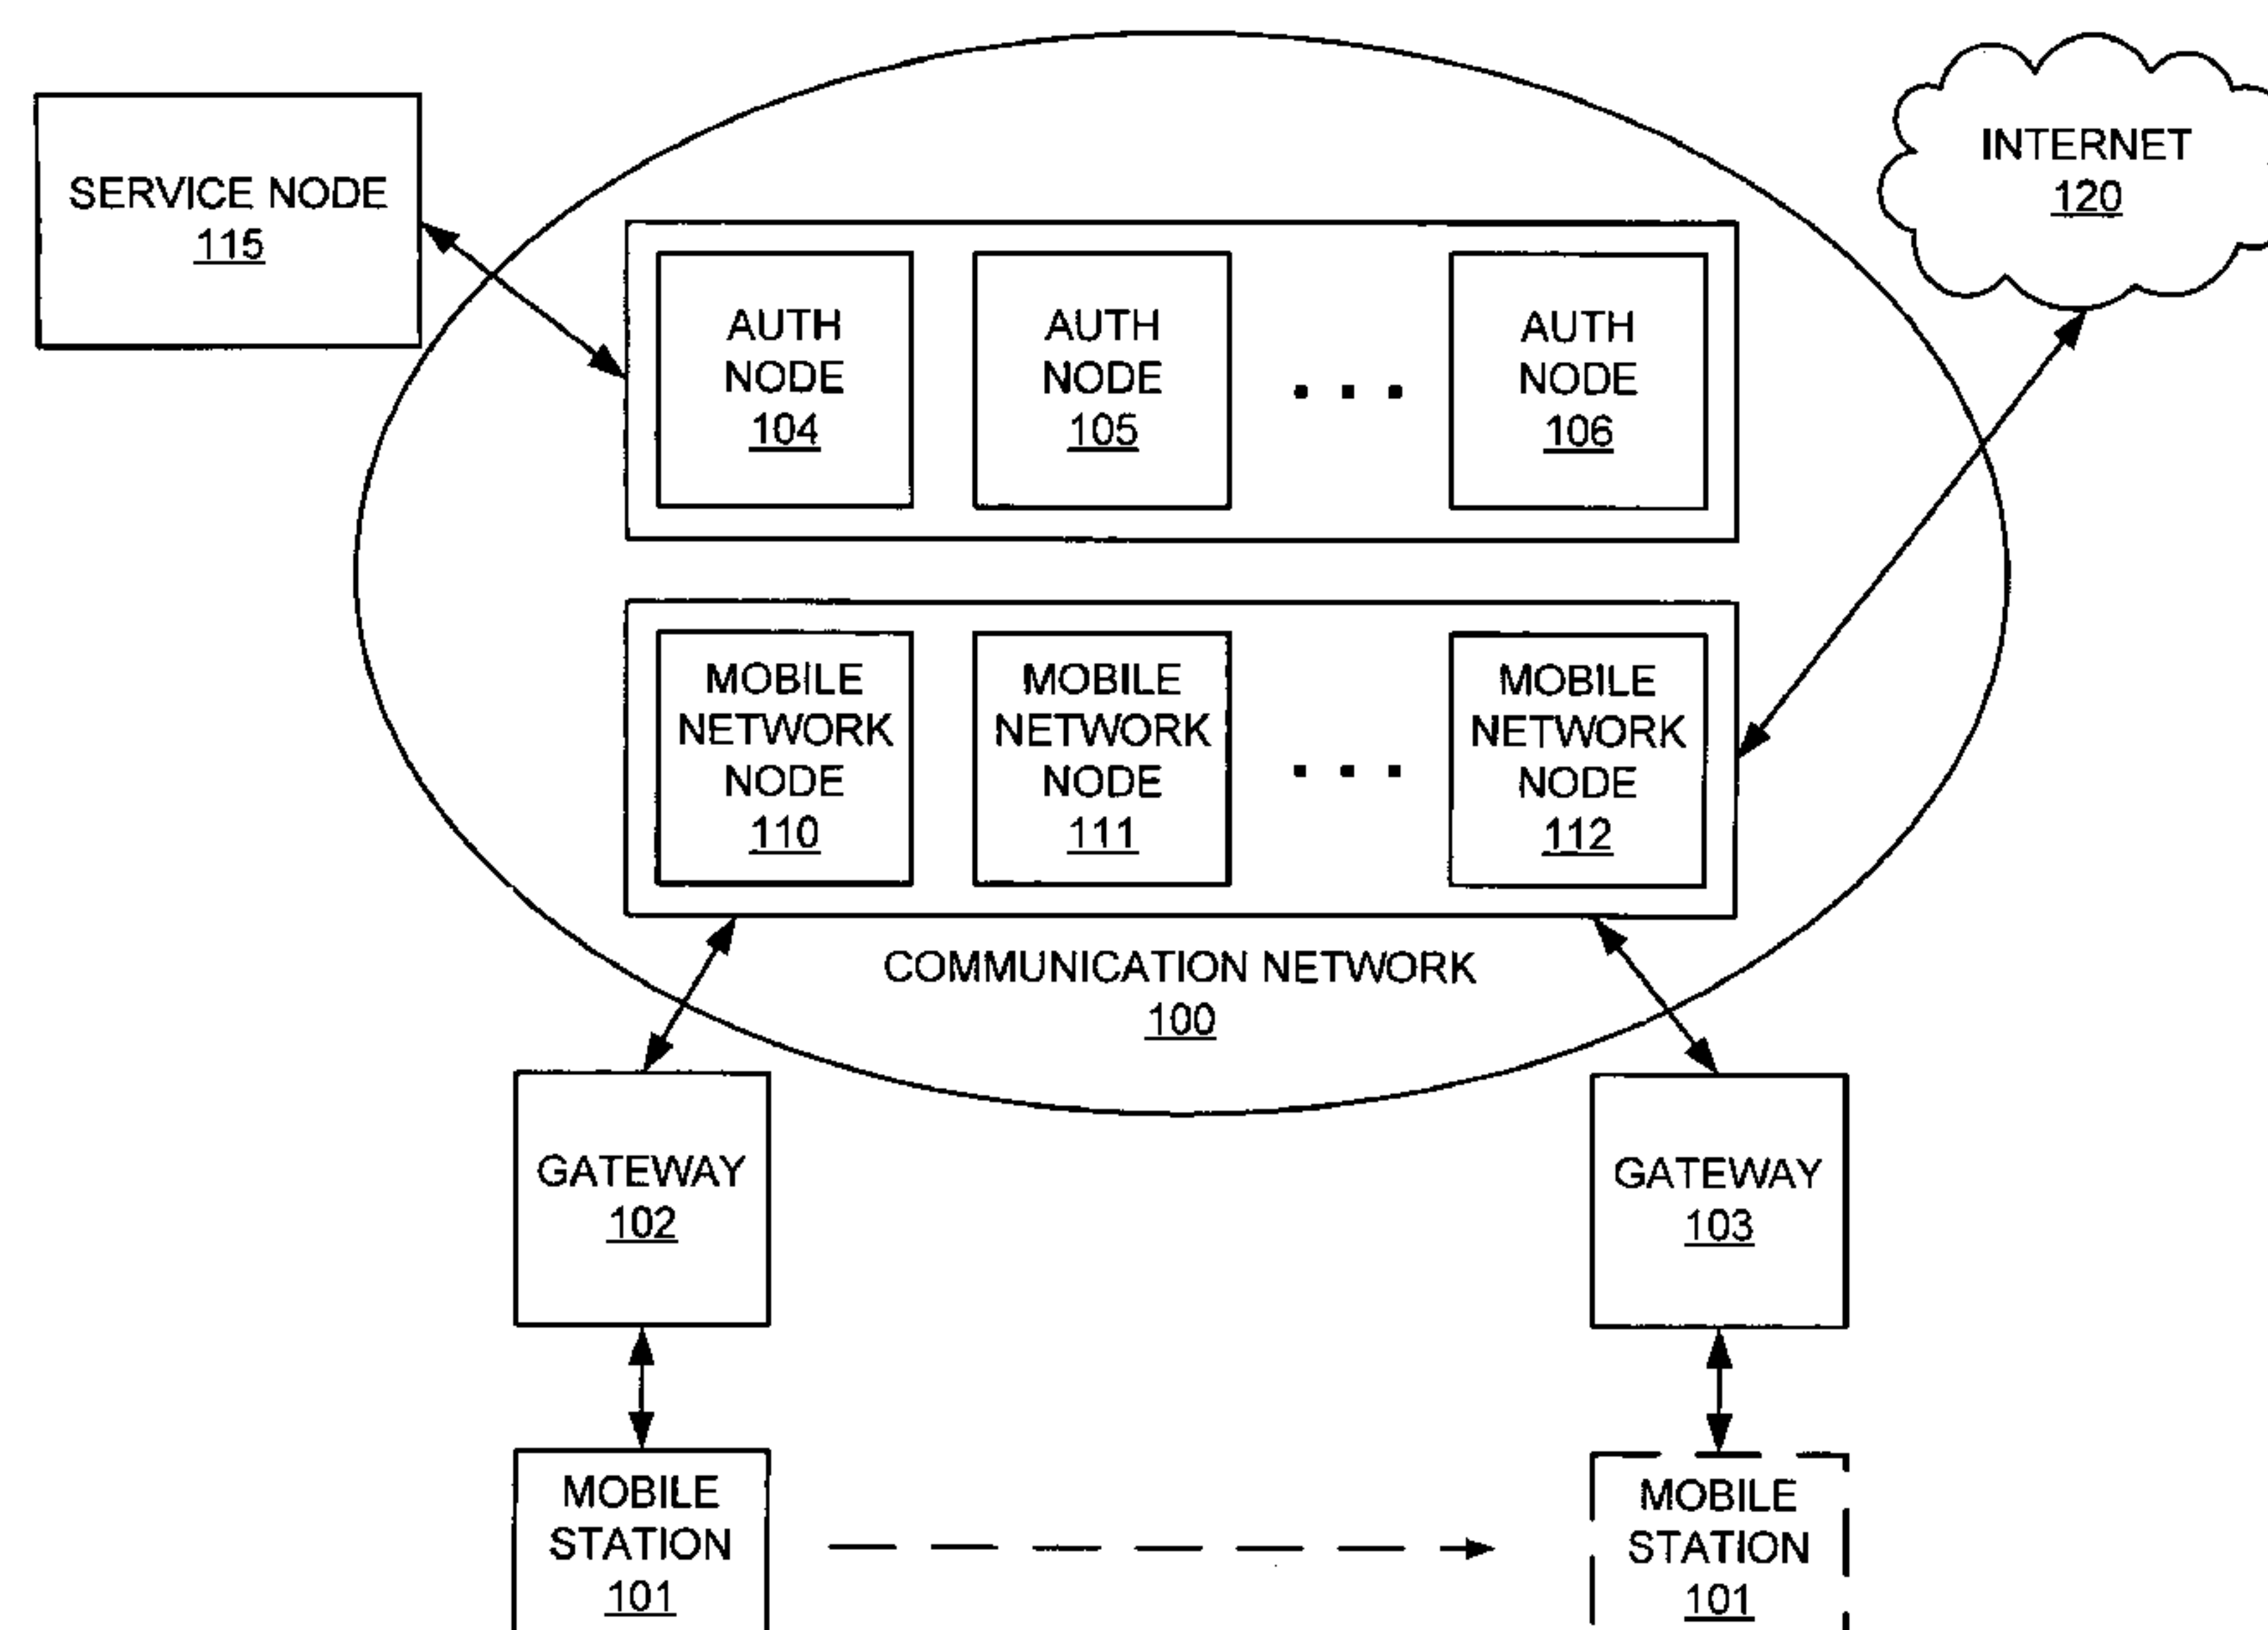 SERVICE NODE
115
INTERNET
120
AUTH
NODE
104
AUTH
NODE
105
AUTH
NODE
106
MOBILE
NETWORK
NODE
110
MOBILE
NETWORK
NODE
111
MOBILE
NETWORK
NODE
112
COMMUNICATION NETWORK
100
GATEWAY
102
GATEWAY
103
MOBILE
STATION
101
MOBILE
STATION
101